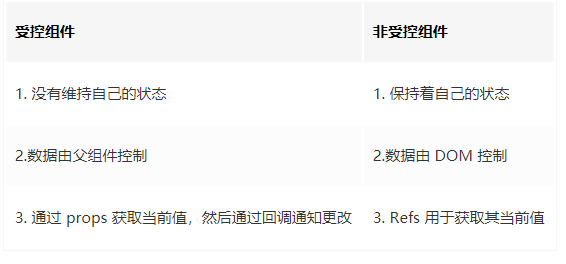 受控组件 非受控组件
1. 没有维持自己的状态 1. 保持着自己的状态
2.数据由父组件控制 2.数据由 DOM 控制
3. 通过 props 获取当前值，然后通过回调通知更改 3. Refs 用于获取其当前值